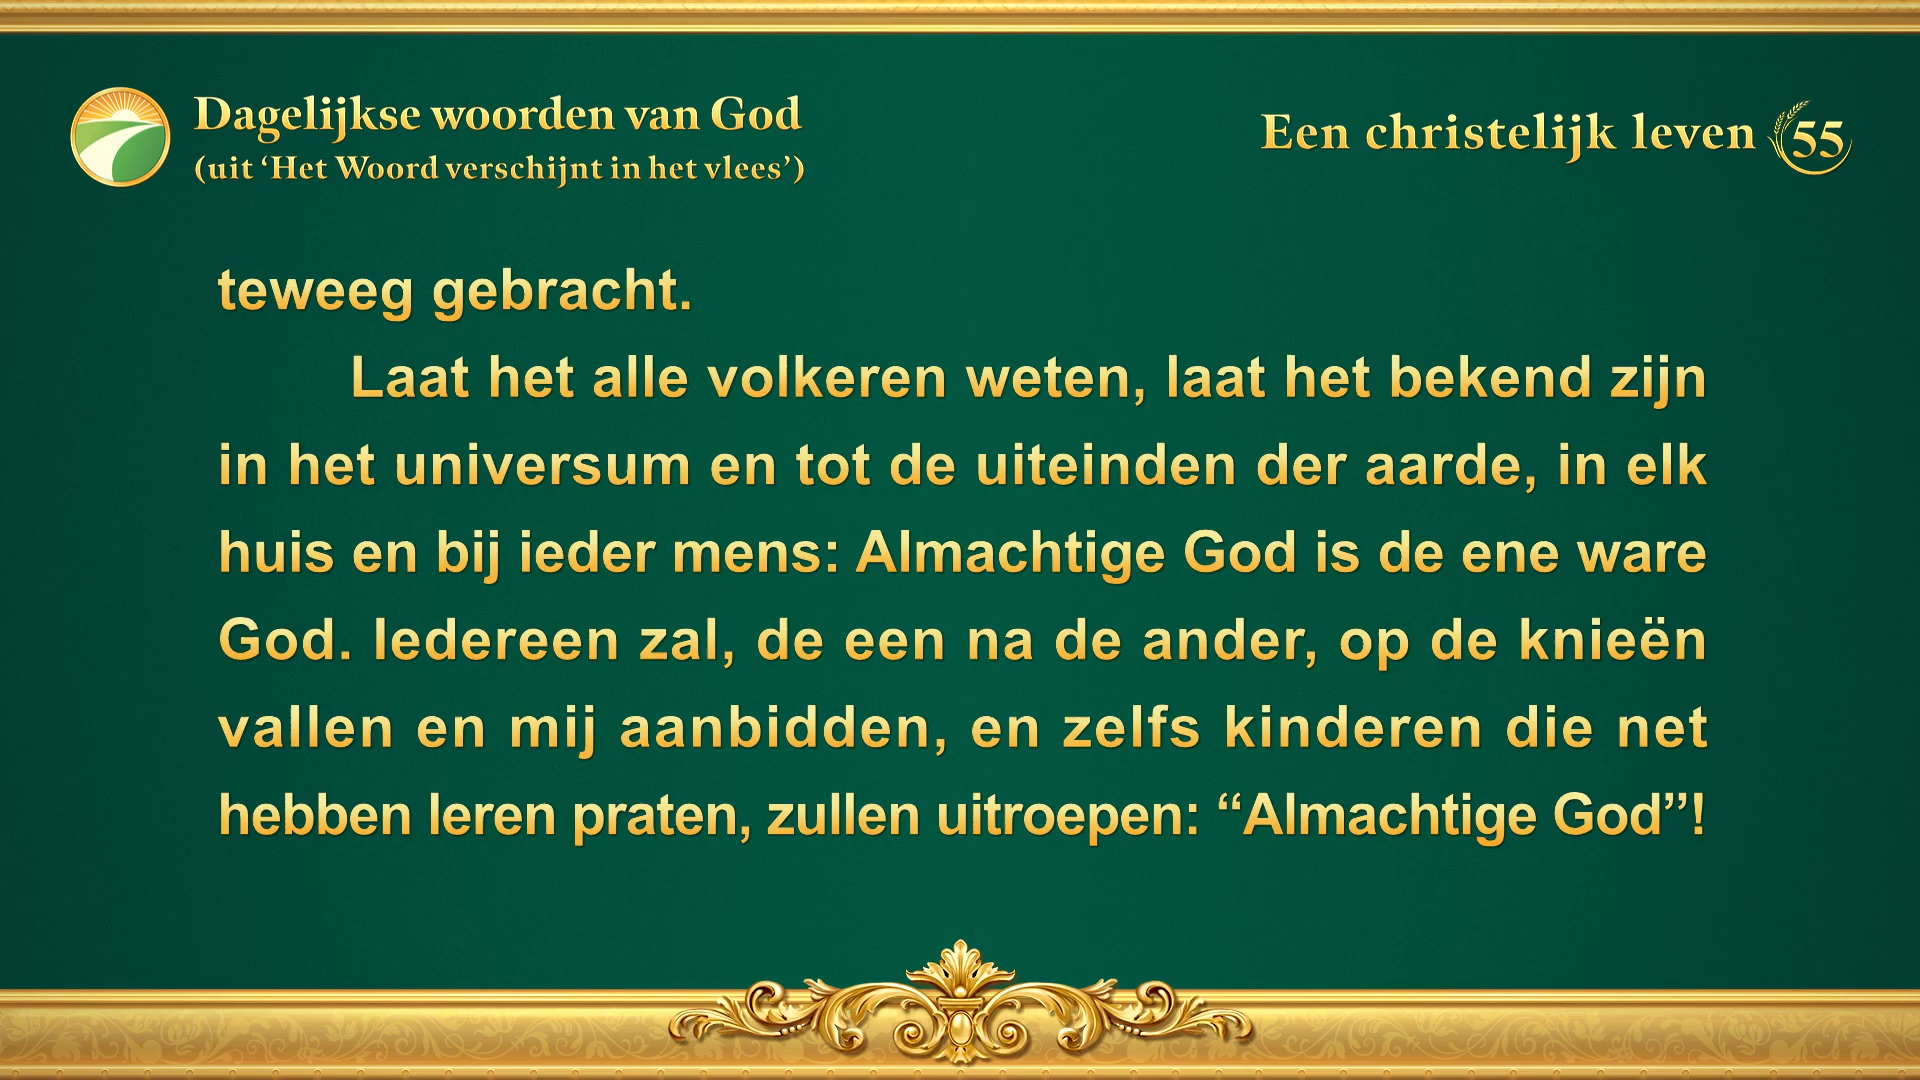 Dagelijkse woorden van God
(uit ‘Het Woord verschijnt in het vlees’)
Een christelijk leven 55
teweeg gebracht.
Laat het alle volkeren weten, laat het bekend zijn
in het universum en tot de uiteinden der aarde, in elk
huis en bij ieder mens: Almachtige God is de ene ware
God. Iedereen zal, de een na de ander, op de knieën
vallen en mij aanbidden, en zelfs kinderen die net
hebben leren praten, zullen uitroepen: “Almachtige God”!